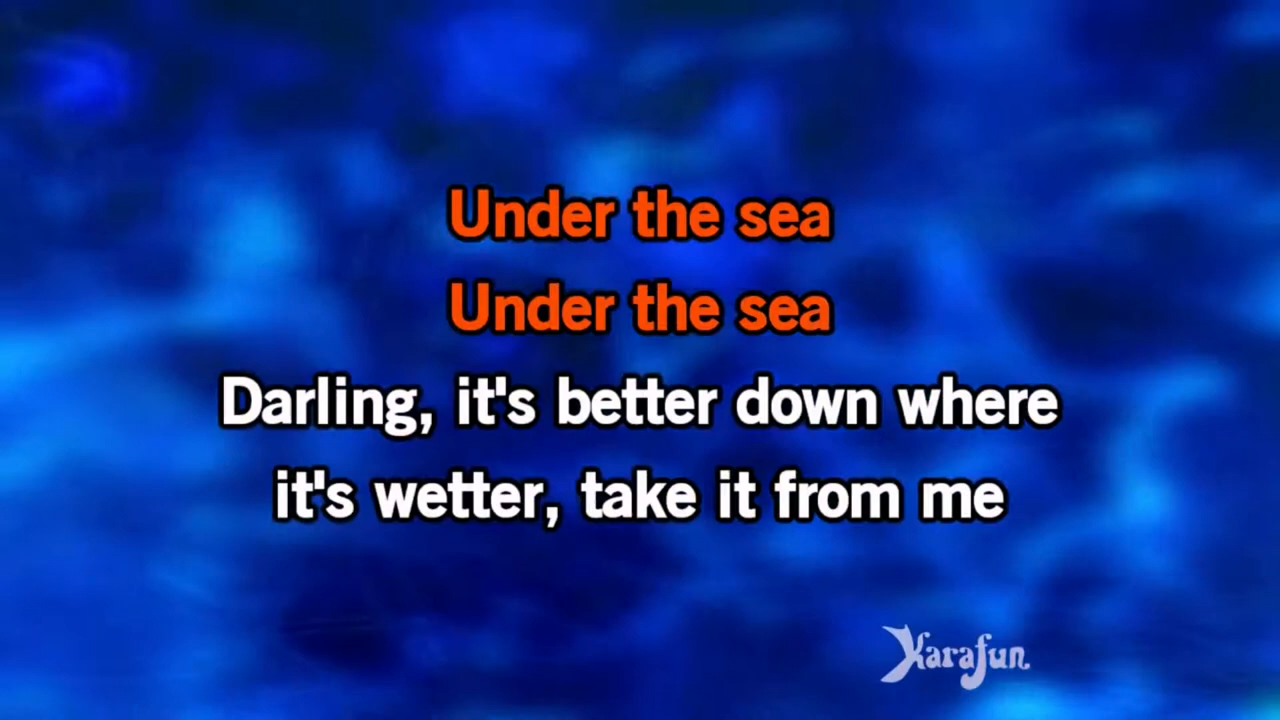 Under the sea
Under the sea
Darling, it's better down where
it's wetter, take it from me
Karafun